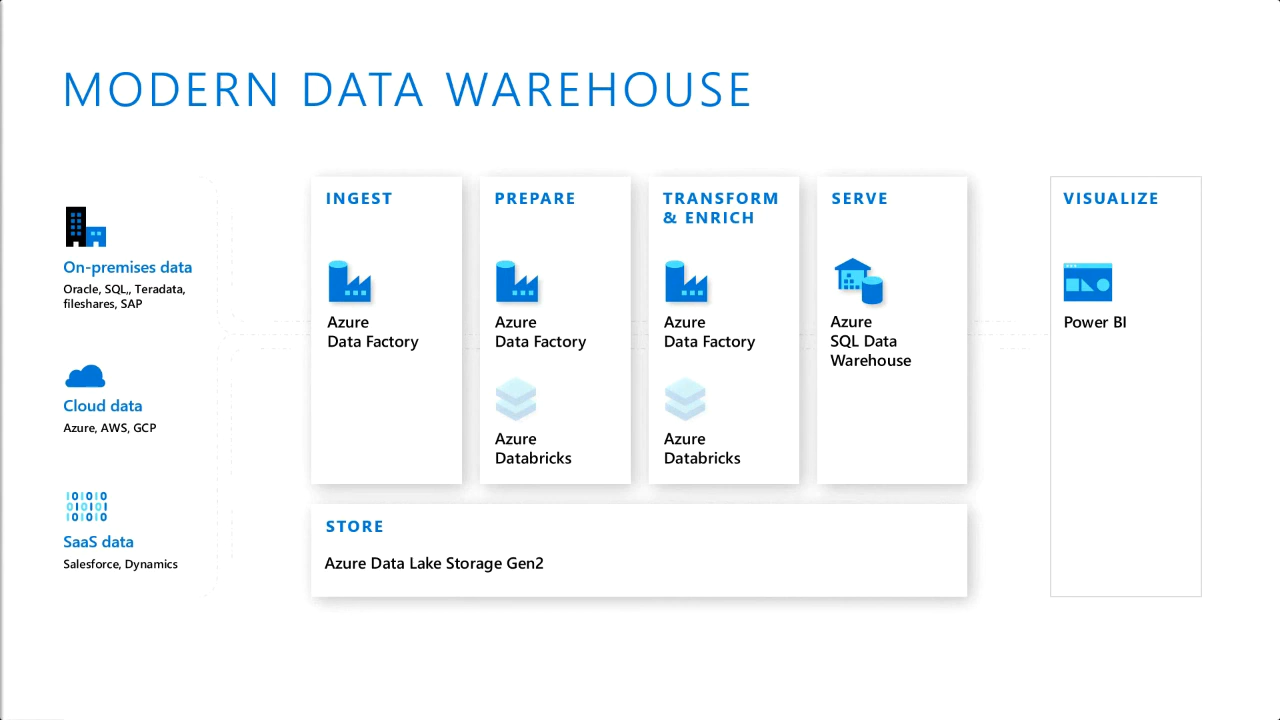 MODERN DATA WAREHOUSE
On-premises data
Oracle, SQL,, Teradata,
fileshares, SAP
Cloud data
Azure, AWS, GCP
SaaS data
Salesforce, Dynamics
INGEST
Azure
Data Factory
PREPARE
Azure
Data Factory
Azure
Databricks
TRANSFORM
& ENRICH
Azure
Data Factory
Azure
Databricks
SERVE
Azure
SQL Data
Warehouse
STORE
Azure Data Lake Storage Gen2
VISUALIZE
Power BI